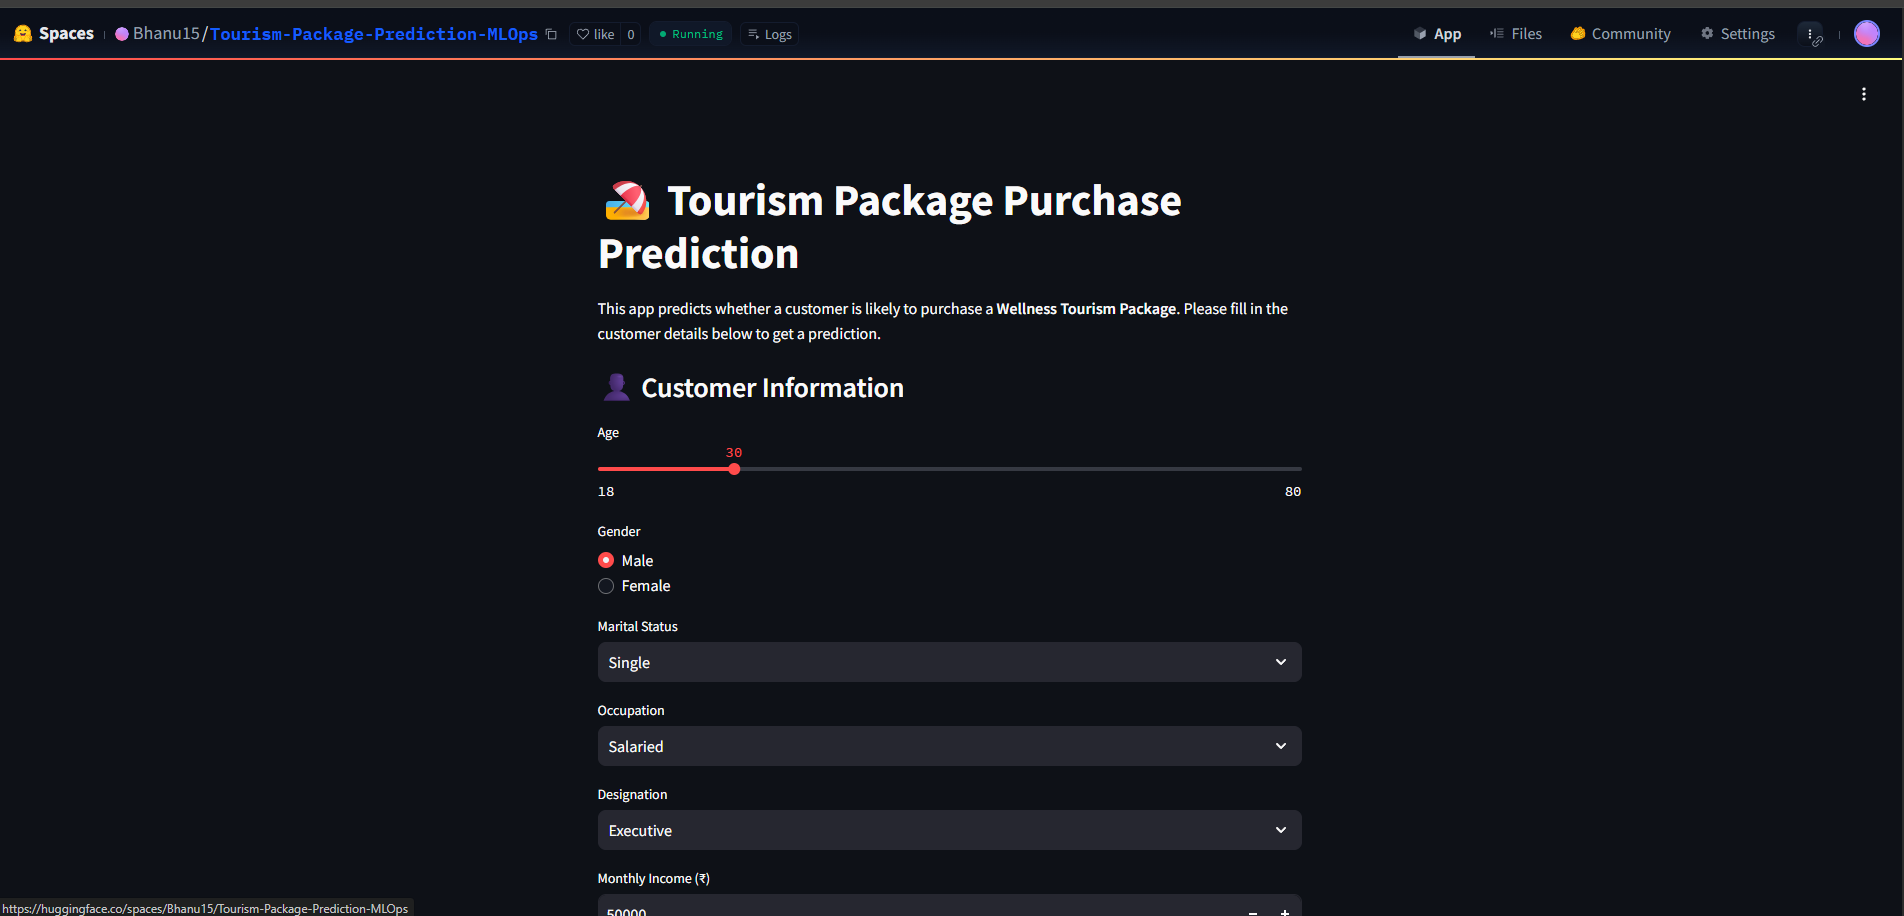 Spaces
Bhanu15/Tourism-Package-Prediction-MLOps
like 0
Running
Logs
App
Files
Community
Settings
Tourism Package Purchase
Prediction
This app predicts whether a customer is likely to purchase a Wellness Tourism Package. Please fill in the
customer details below to get a prediction.
Customer Information
Age
30
18 80
Gender
Male
Female
Marital Status
Single
Occupation
Salaried
Designation
Executive
Monthly Income (₹)
50000
https://huggingface.co/spaces/Bhanu15/Tourism-Package-Prediction-MLOps